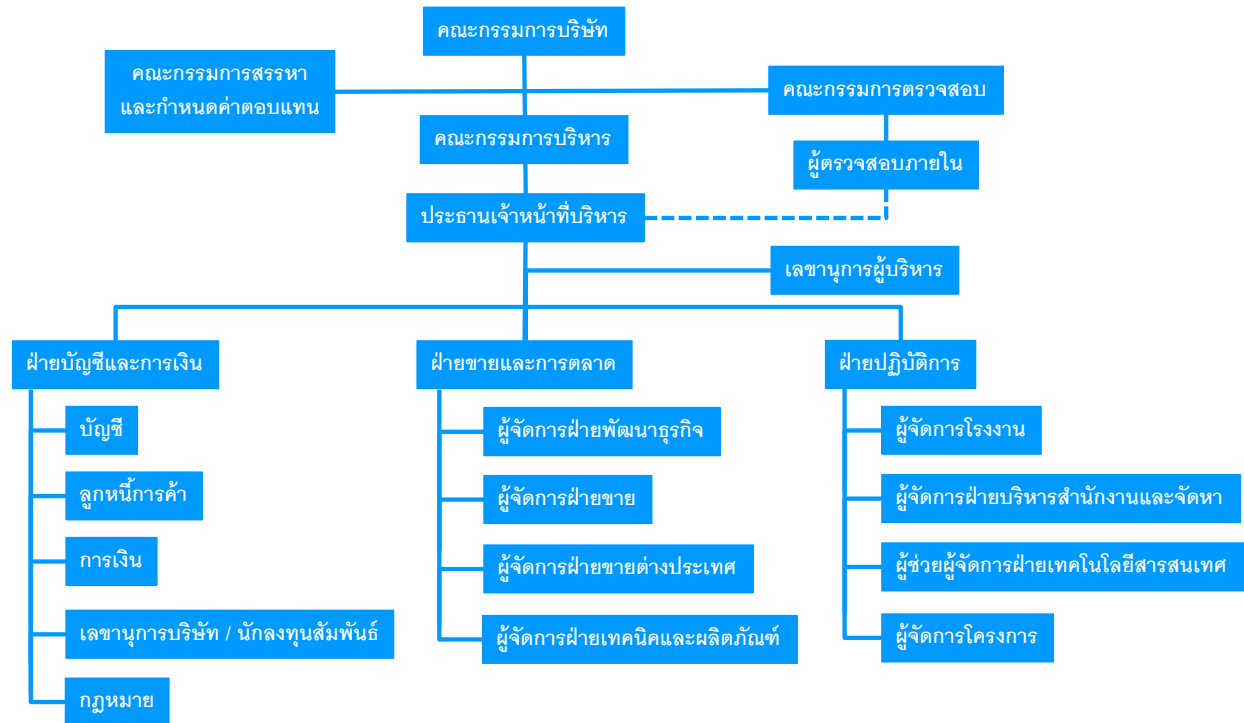 คณะกรรมการบริษัท
คณะกรรมการสรรหา
และกำหนดค่าตอบแทน
คณะกรรมการตรวจสอบ
คณะกรรมการบริหาร
ผู้ตรวจสอบภายใน
ประธานเจ้าหน้าที่บริหาร
เลขานุการผู้บริหาร
ฝ่ายบัญชีและการเงิน
บัญชี
ลูกหนี้การค้า
การเงิน
เลขานุการบริษัท / นักลงทุนสัมพันธ์
กฎหมาย
ฝ่ายขายและการตลาด
ผู้จัดการฝ่ายพัฒนาธุรกิจ
ผู้จัดการฝ่ายขาย
ผู้จัดการฝ่ายขายต่างประเทศ
ผู้จัดการฝ่ายเทคนิคและผลิตภัณฑ์
ฝ่ายปฏิบัติการ
ผู้จัดการโรงงาน
ผู้จัดการฝ่ายบริหารสำนักงานและจัดหา
ผู้ช่วยผู้จัดการฝ่ายเทคโนโลยีสารสนเทศ
ผู้จัดการโครงการ